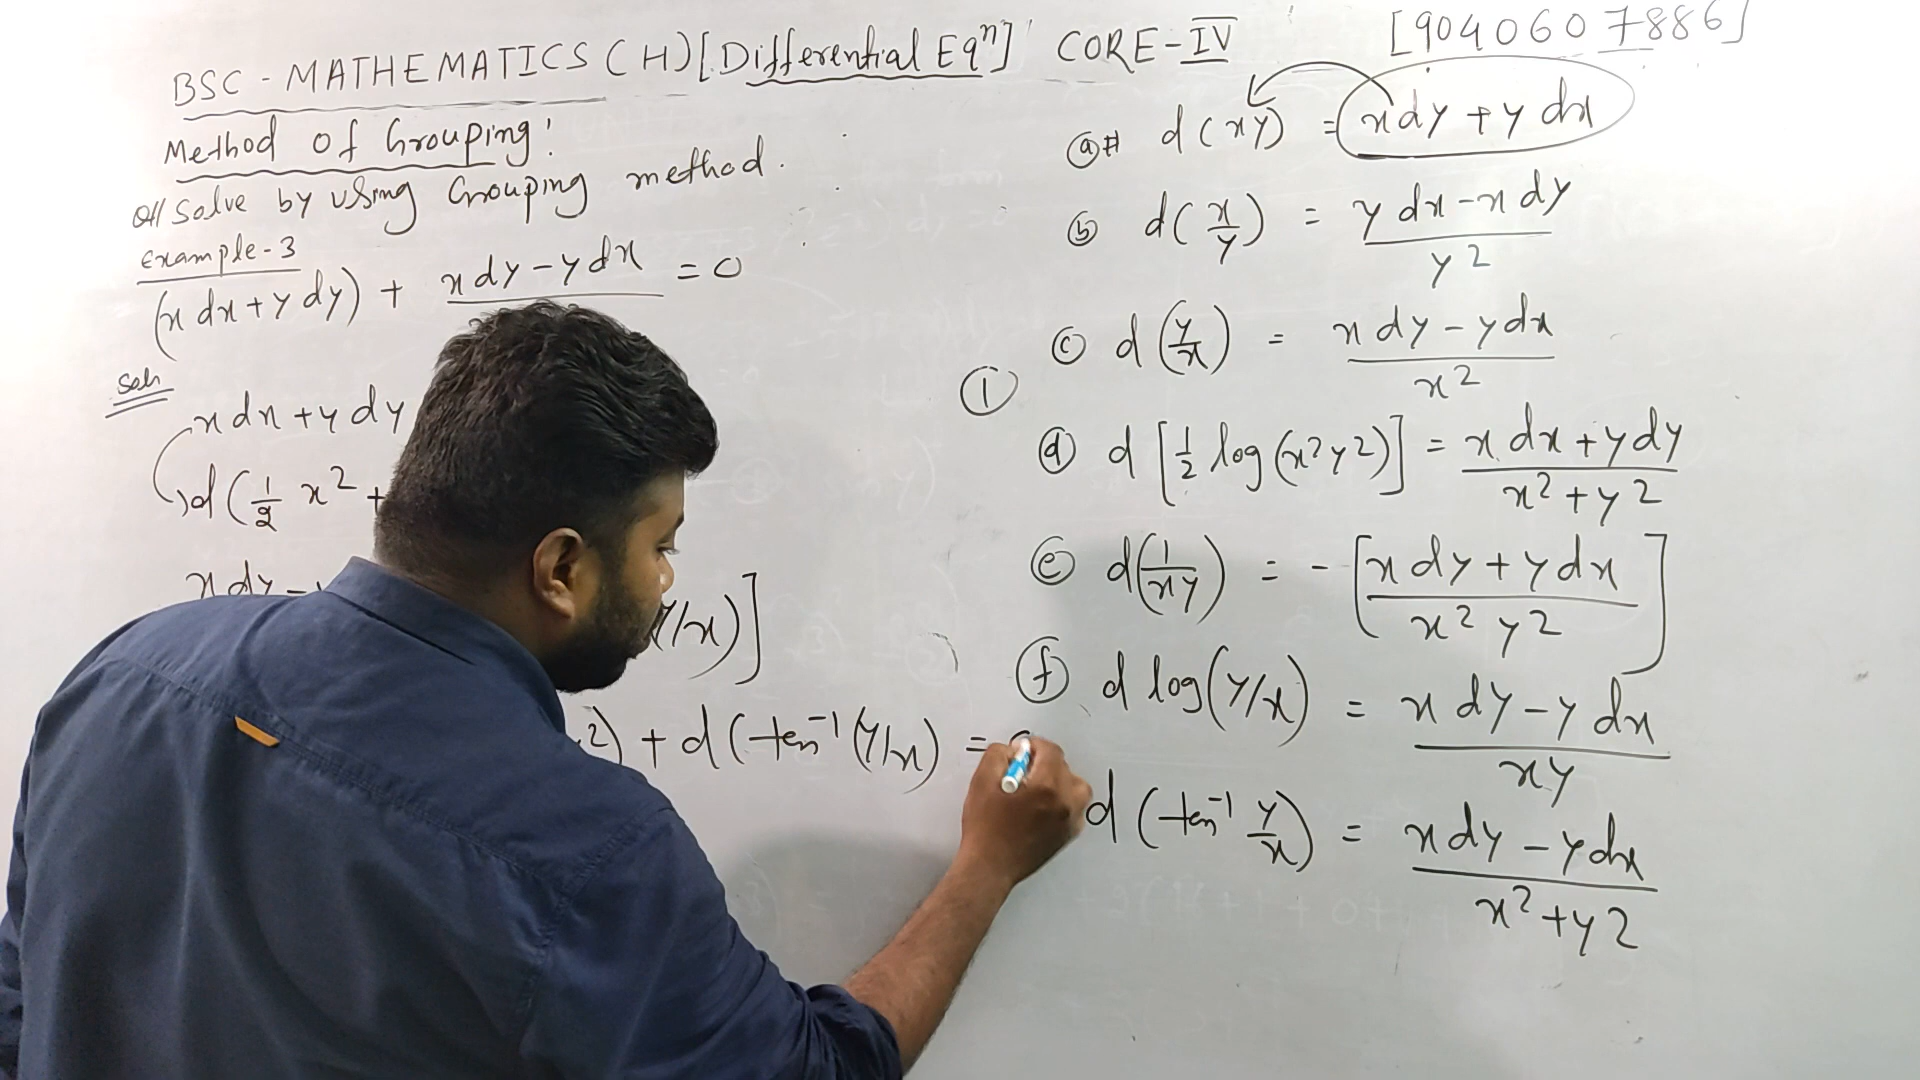 BSC - MATHEMATICS (H) [Differential Eqⁿ] CORE-IV
[9040607886]
Method of Grouping:
Q// Solve by using Grouping method.
Example-3
(x dx + y dy) + x dy - y dx / = 0
Soln
x dx + y dy
d(1/2 x² +
x dy -
y/x)]
2) + d(tan⁻¹(y/x) =
(a) # d(xy) = x dy + y dx
(b) d(x/y) = y dx - x dy / y²
(c) d(y/x) = x dy - y dx / x²
(1)
(d) d[1/2 log(x² y²)] = x dx + y dy / x² + y²
(e) d(1/xy) = - [x dy + y dx / x² y²]
(f) d log(y/x) = x dy - y dx / xy
d(tan⁻¹ y/x) = x dy - y dx / x² + y²